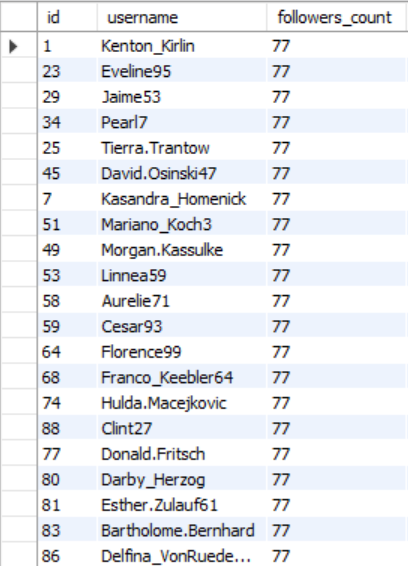 id username followers_count
1 Kenton_Kirlin 77
23 Eveline95 77
29 Jaime53 77
34 Pearl7 77
25 Tierra.Trantow 77
45 David.Osinski47 77
7 Kasandra_Homenick 77
51 Mariano_Koch3 77
49 Morgan.Kassulke 77
53 Linnea59 77
58 Aurelie71 77
59 Cesar93 77
64 Florence99 77
68 Franco_Keebler64 77
74 Hulda.Macejkovic 77
88 Clint27 77
77 Donald.Fritsch 77
80 Darby_Herzog 77
81 Esther.Zulauf61 77
83 Bartholome.Bernhard 77
86 Delfina_VonRuede... 77